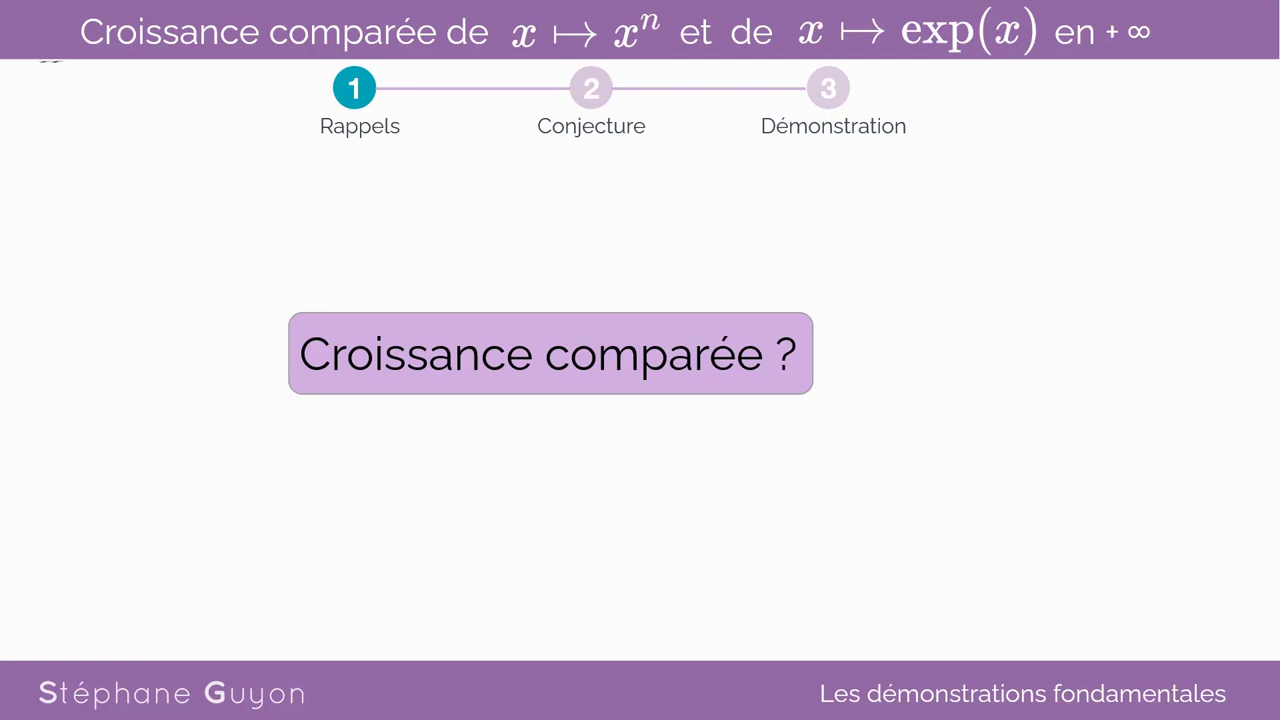 Croissance comparée de x ↦ xⁿ et de x ↦ exp(x) en + ∞
1 2 3
Rappels Conjecture Démonstration
Croissance comparée ?
Stéphane Guyon Les démonstrations fondamentales